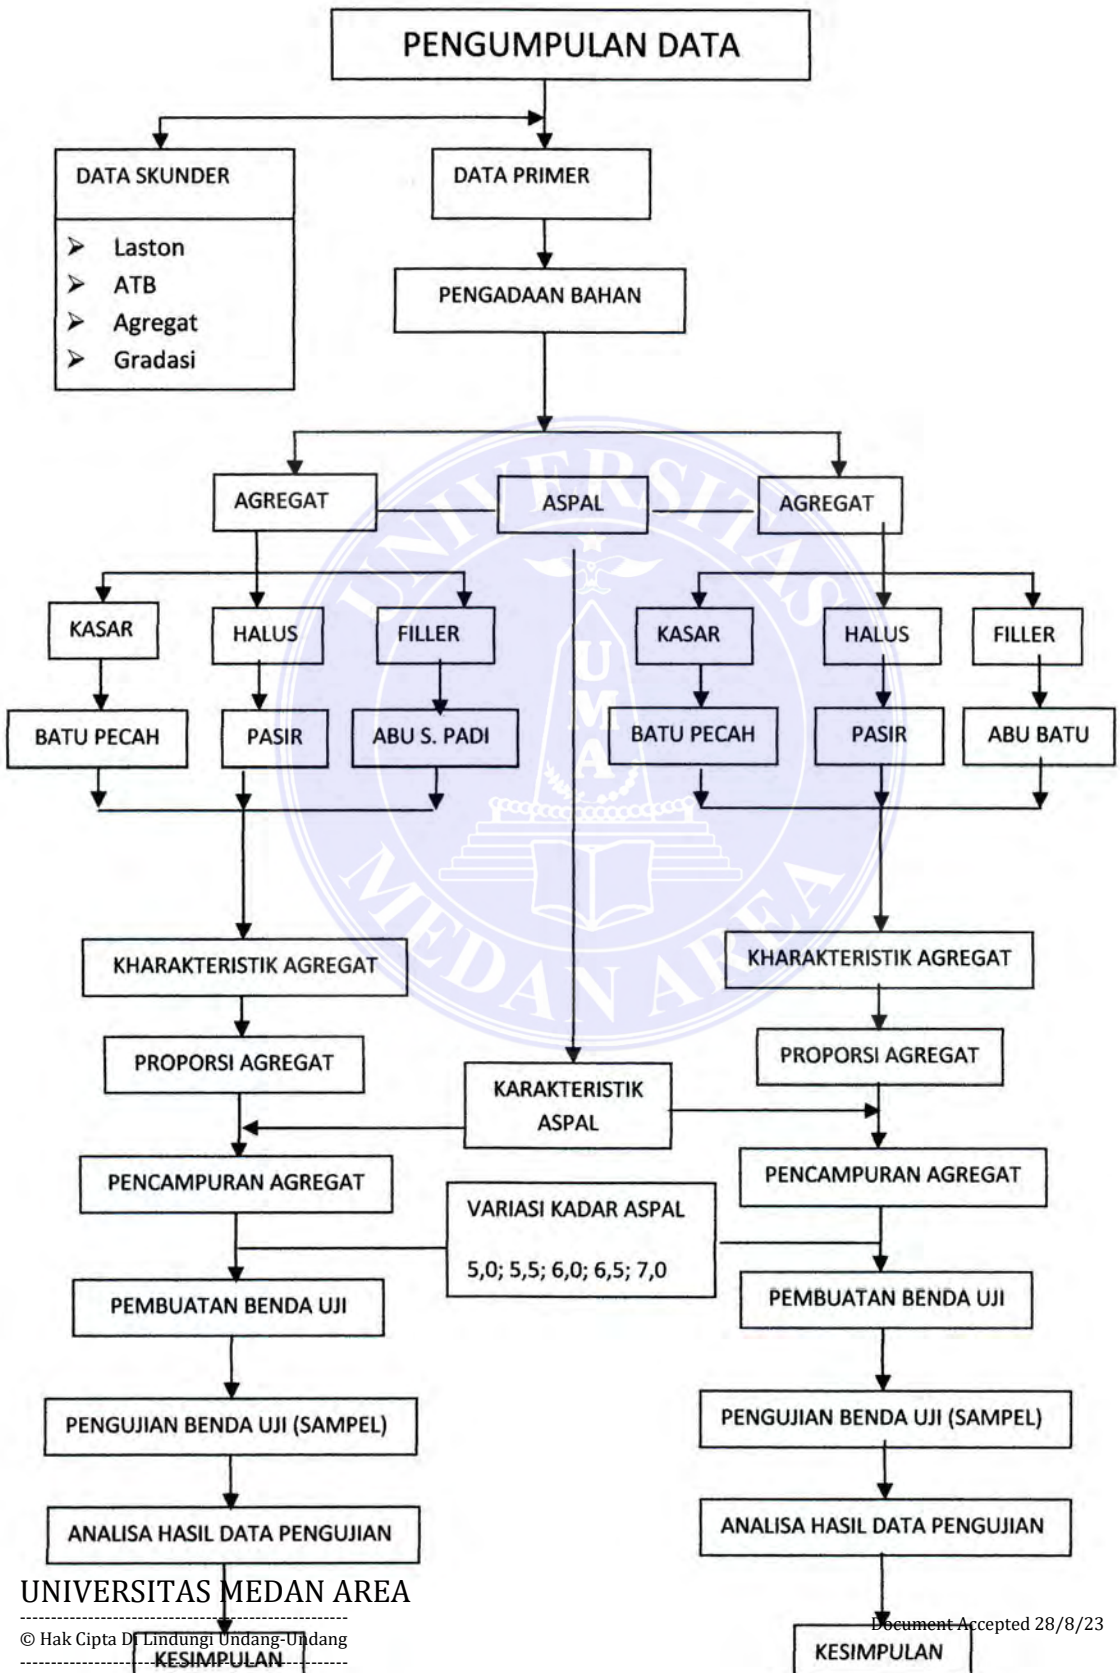 PENGUMPULAN DATA
DATA SKUNDER
DATA PRIMER
➢ Laston
➢ ATB
➢ Agregat
➢ Gradasi
PENGADAAN BAHAN
AGREGAT
ASPAL
AGREGAT
KASAR
HALUS
FILLER
KASAR
HALUS
FILLER
BATU PECAH
PASIR
ABU S. PADI
BATU PECAH
PASIR
ABU BATU
UNIVERSITAS
UMA
MEDAN AREA
KHARAKTERISTIK AGREGAT
KHARAKTERISTIK AGREGAT
PROPORSI AGREGAT
PROPORSI AGREGAT
KARAKTERISTIK
ASPAL
PENCAMPURAN AGREGAT
PENCAMPURAN AGREGAT
VARIASI KADAR ASPAL
5,0; 5,5; 6,0; 6,5; 7,0
PEMBUATAN BENDA UJI
PEMBUATAN BENDA UJI
PENGUJIAN BENDA UJI (SAMPEL)
PENGUJIAN BENDA UJI (SAMPEL)
ANALISA HASIL DATA PENGUJIAN
ANALISA HASIL DATA PENGUJIAN
UNIVERSITAS MEDAN AREA
© Hak Cipta Di Lindungi Undang-Undang
Document Accepted 28/8/23
KESIMPULAN
KESIMPULAN